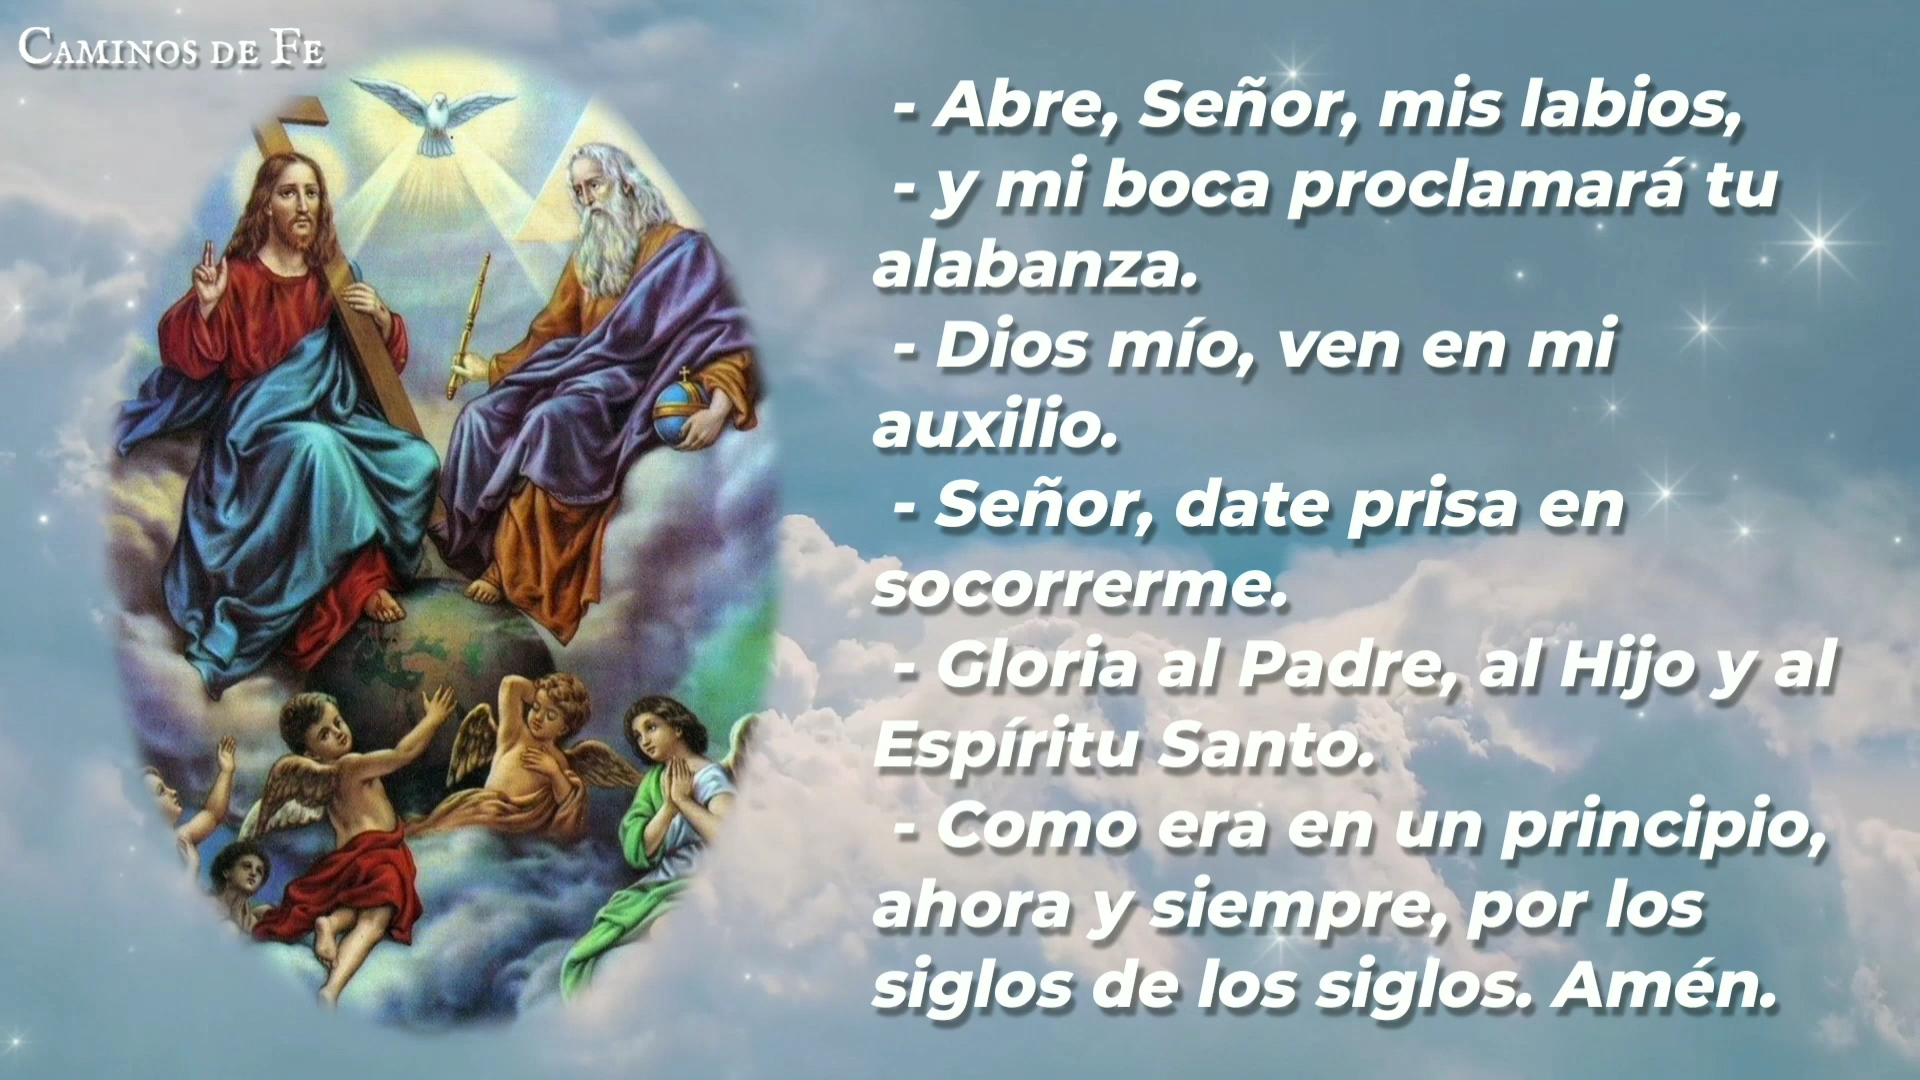 Caminos de Fe
- Abre, Señor, mis labios,
- y mi boca proclamará tu
alabanza.
- Dios mío, ven en mi
auxilio.
- Señor, date prisa en
socorrerme.
- Gloria al Padre, al Hijo y al
Espíritu Santo.
- Como era en un principio,
ahora y siempre, por los
siglos de los siglos. Amén.